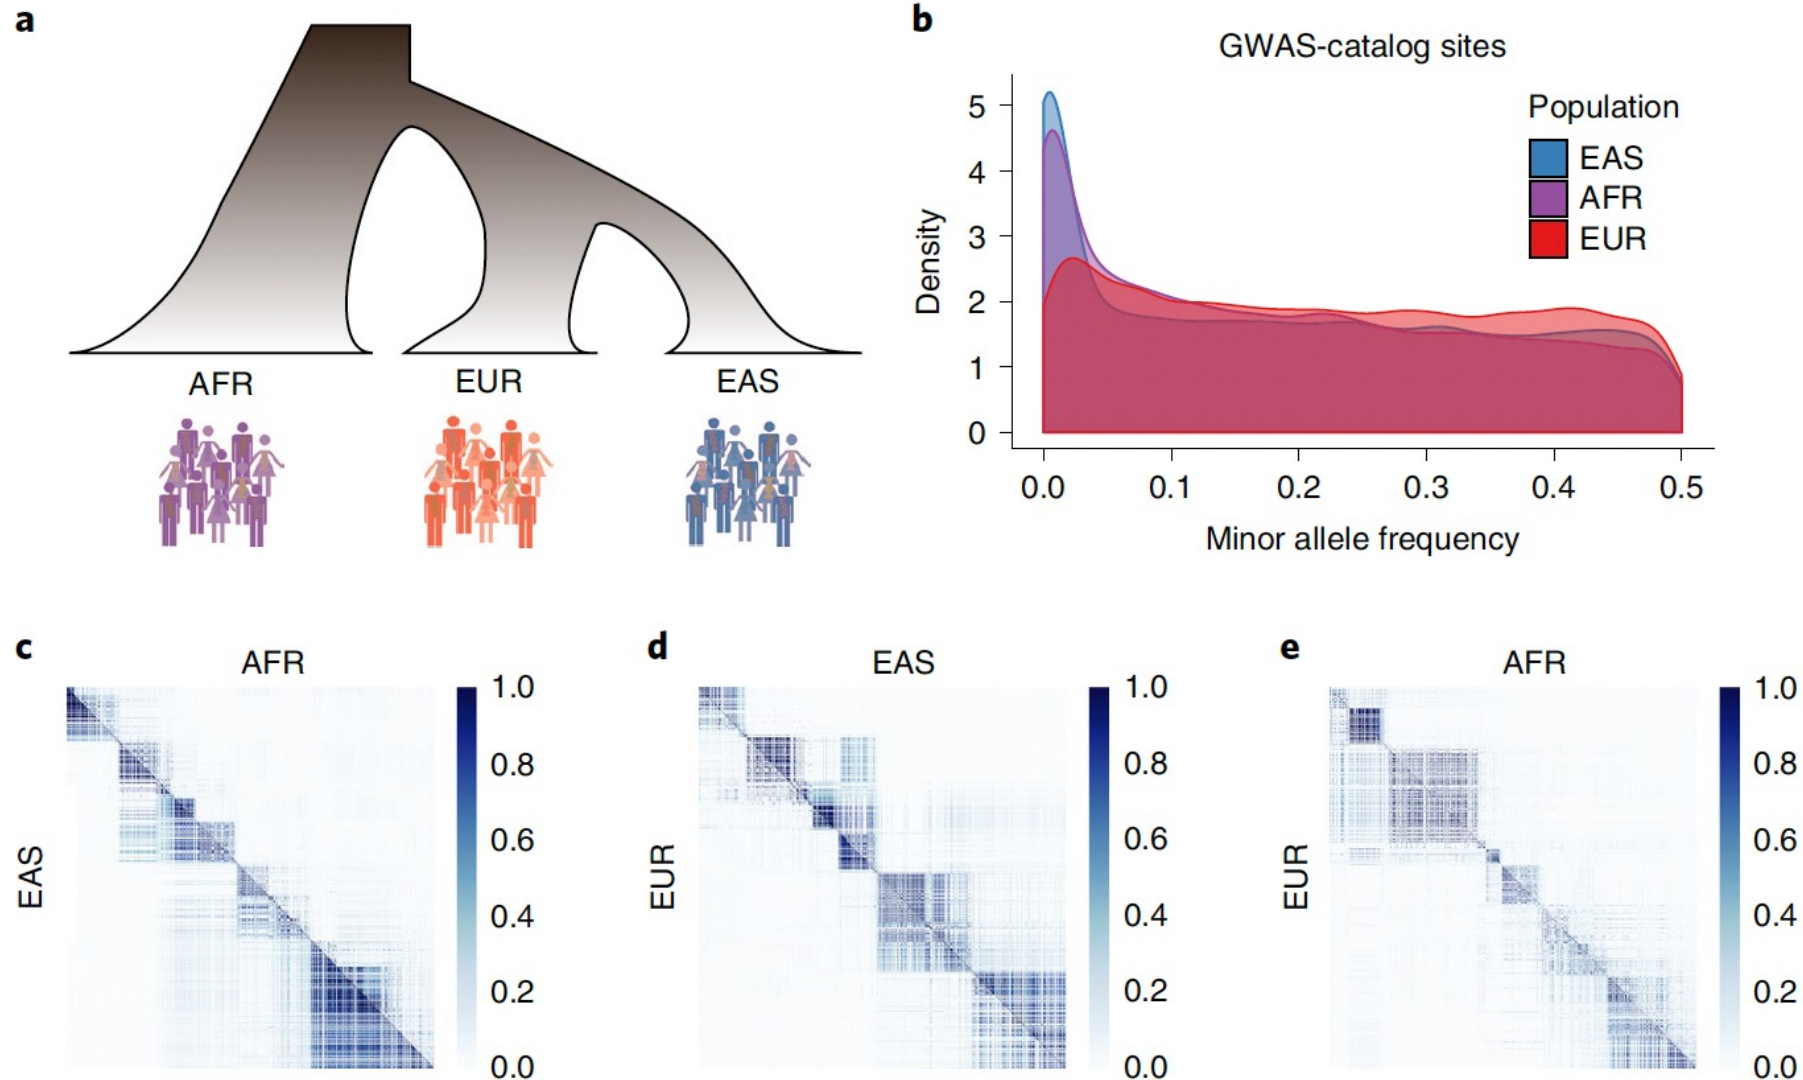 a
AFR
EUR
EAS
b
GWAS-catalog sites
Population
EAS
AFR
EUR
Density
5
4
3
2
1
0
0.0 0.1 0.2 0.3 0.4 0.5
Minor allele frequency
c
AFR
EAS
1.0
0.8
0.6
0.4
0.2
0.0
d
EAS
EUR
1.0
0.8
0.6
0.4
0.2
0.0
e
AFR
EUR
1.0
0.8
0.6
0.4
0.2
0.0